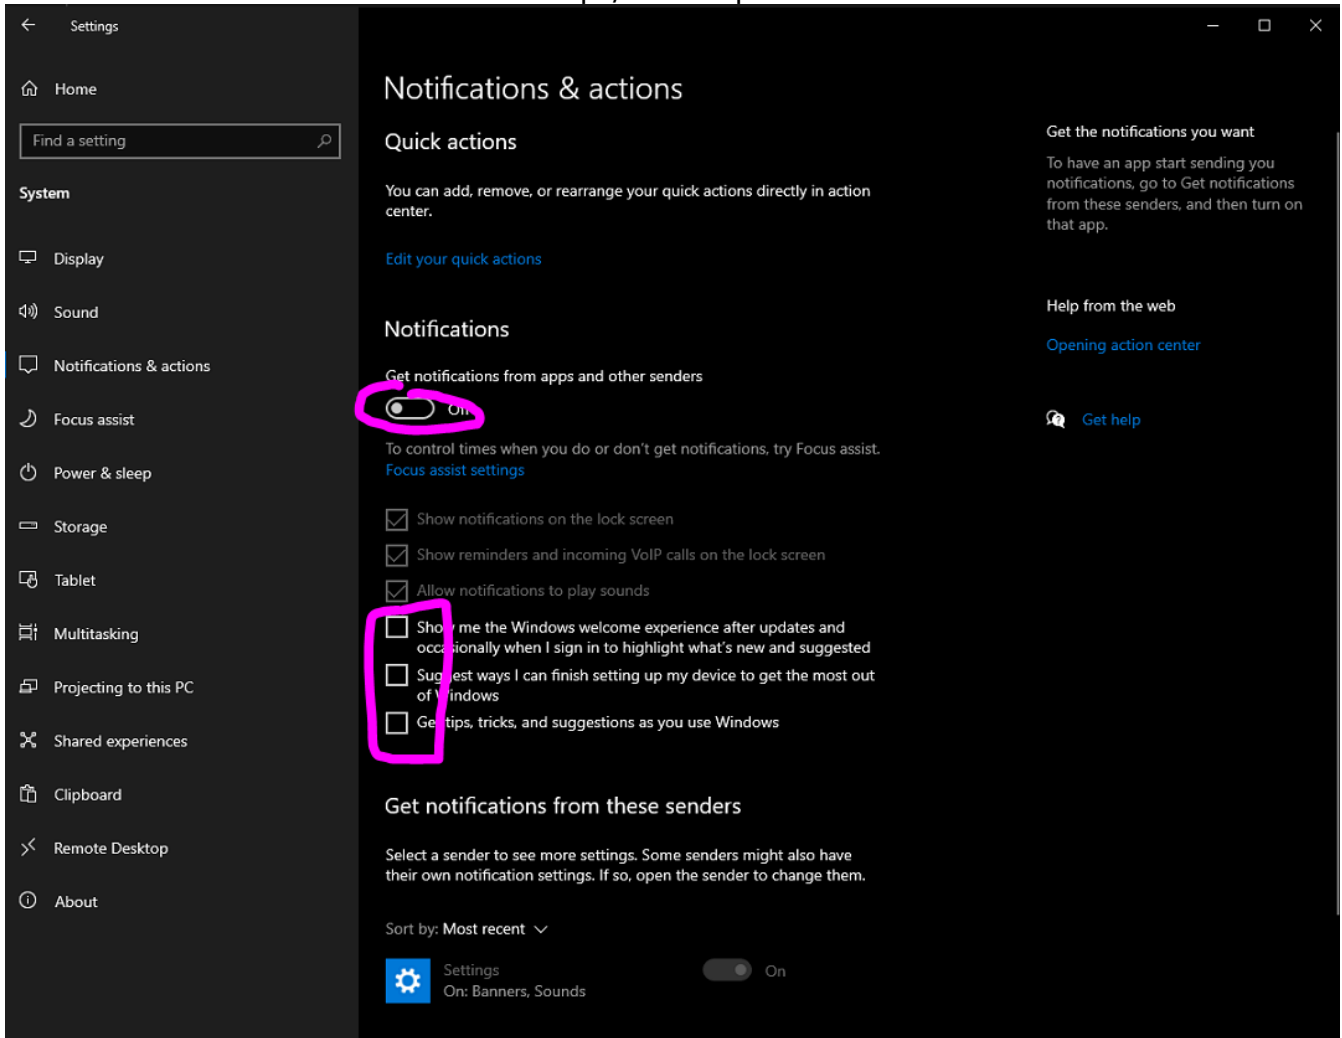 Settings
Home
Find a setting
System
Display
Sound
Notifications & actions
Focus assist
Power & sleep
Storage
Tablet
Multitasking
Projecting to this PC
Shared experiences
Clipboard
Remote Desktop
About
Notifications & actions
Quick actions
You can add, remove, or rearrange your quick actions directly in action
center.
Edit your quick actions
Notifications
Get notifications from apps and other senders
Off
To control times when you do or don't get notifications, try Focus assist.
Focus assist settings
Show notifications on the lock screen
Show reminders and incoming VoIP calls on the lock screen
Allow notifications to play sounds
Show me the Windows welcome experience after updates and
occasionally when I sign in to highlight what's new and suggested
Suggest ways I can finish setting up my device to get the most out
of Windows
Get tips, tricks, and suggestions as you use Windows
Get notifications from these senders
Select a sender to see more settings. Some senders might also have
their own notification settings. If so, open the sender to change them.
Sort by: Most recent
Settings
On
On: Banners, Sounds
Get the notifications you want
To have an app start sending you
notifications, go to Get notifications
from these senders, and then turn on
that app.
Help from the web
Opening action center
Get help